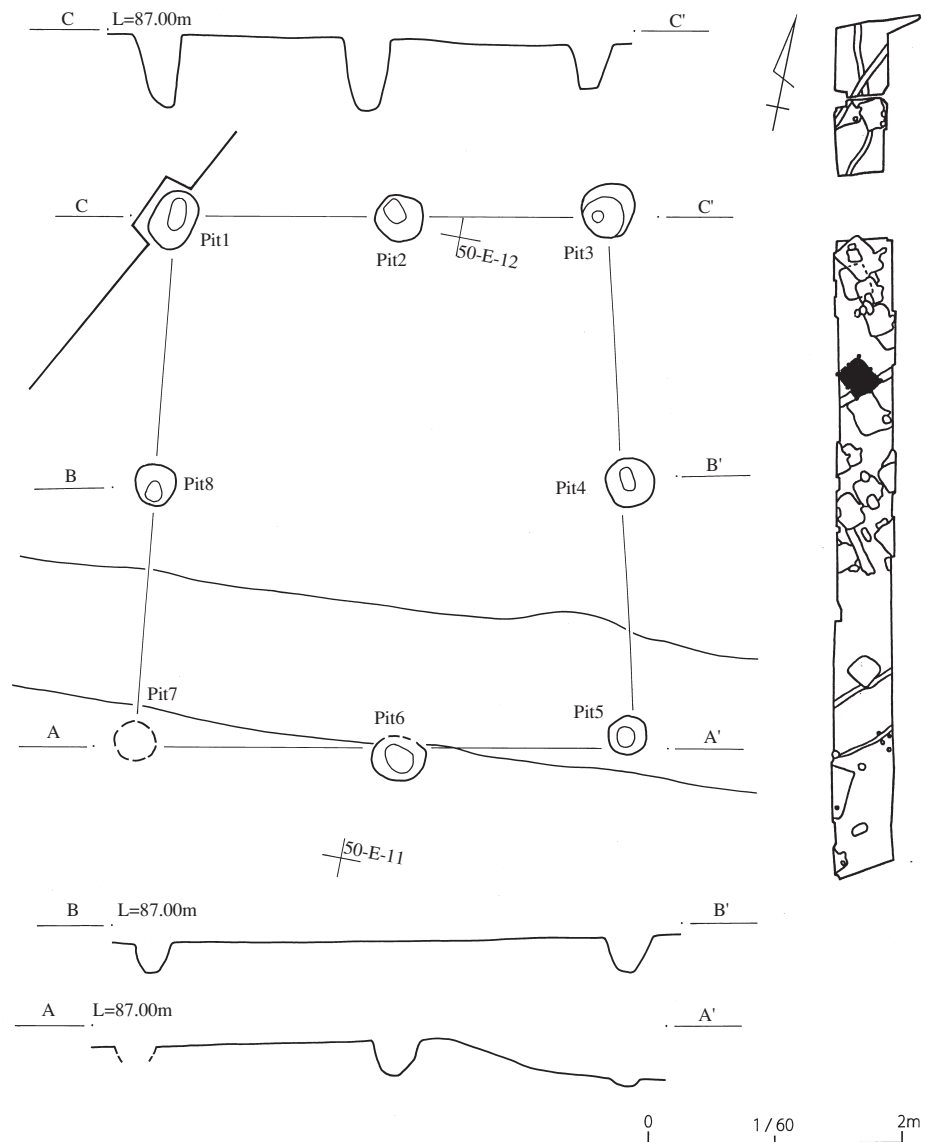 C L=87.00m C'
C C'
Pit1
Pit2
Pit3
50-E-12
B B'
Pit8
Pit4
Pit7
Pit6
Pit5
A A'
50-E-11
B L=87.00m B'
A L=87.00m A'
0 1/60 2m